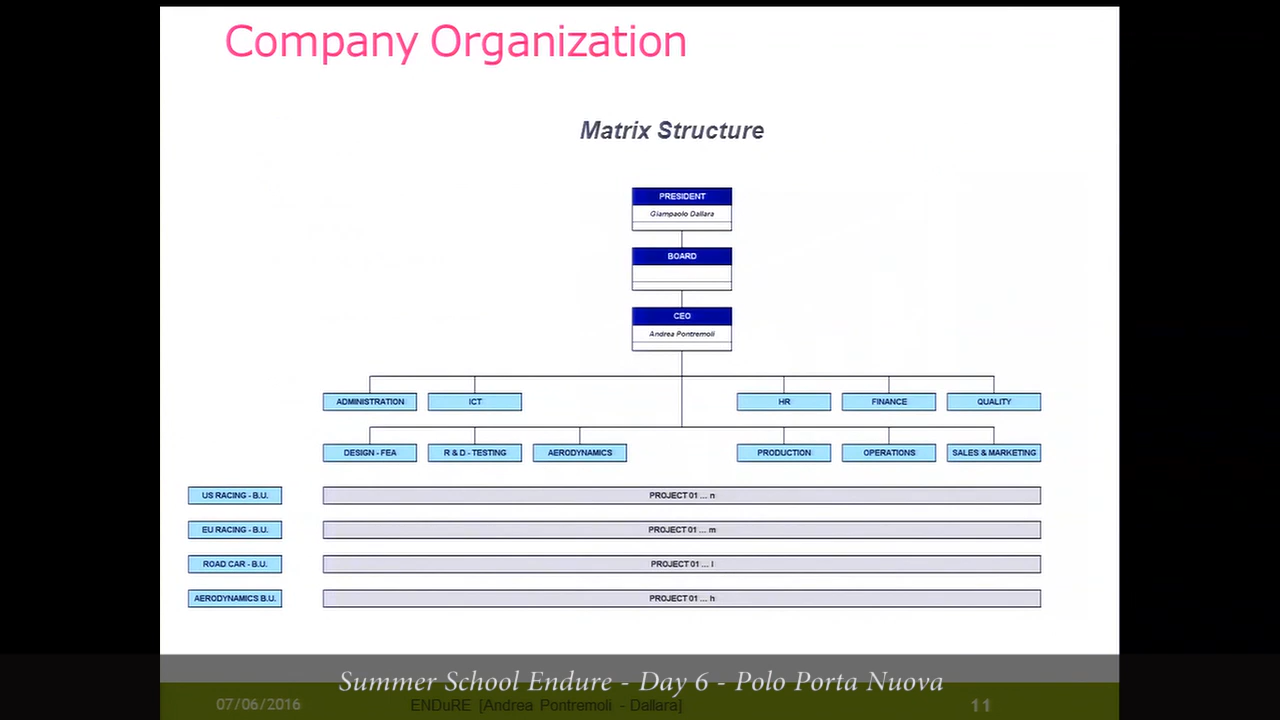 Company Organization
Matrix Structure
PRESIDENT
Giampaolo Dallara
BOARD
CEO
Andrea Pontremoli
ADMINISTRATION
ICT
HR
FINANCE
QUALITY
DESIGN - FEA
R & D - TESTING
AERODYNAMICS
PRODUCTION
OPERATIONS
SALES & MARKETING
US RACING - B.U.
PROJECT 01 ... n
EU RACING - B.U.
PROJECT 01 ... m
ROAD CAR - B.U.
PROJECT 01 ... l
AERODYNAMICS B.U.
PROJECT 01 ... h
Summer School Endure - Day 6 - Polo Porta Nuova
07/06/2016
ENDuRE [Andrea Pontremoli - Dallara]
11